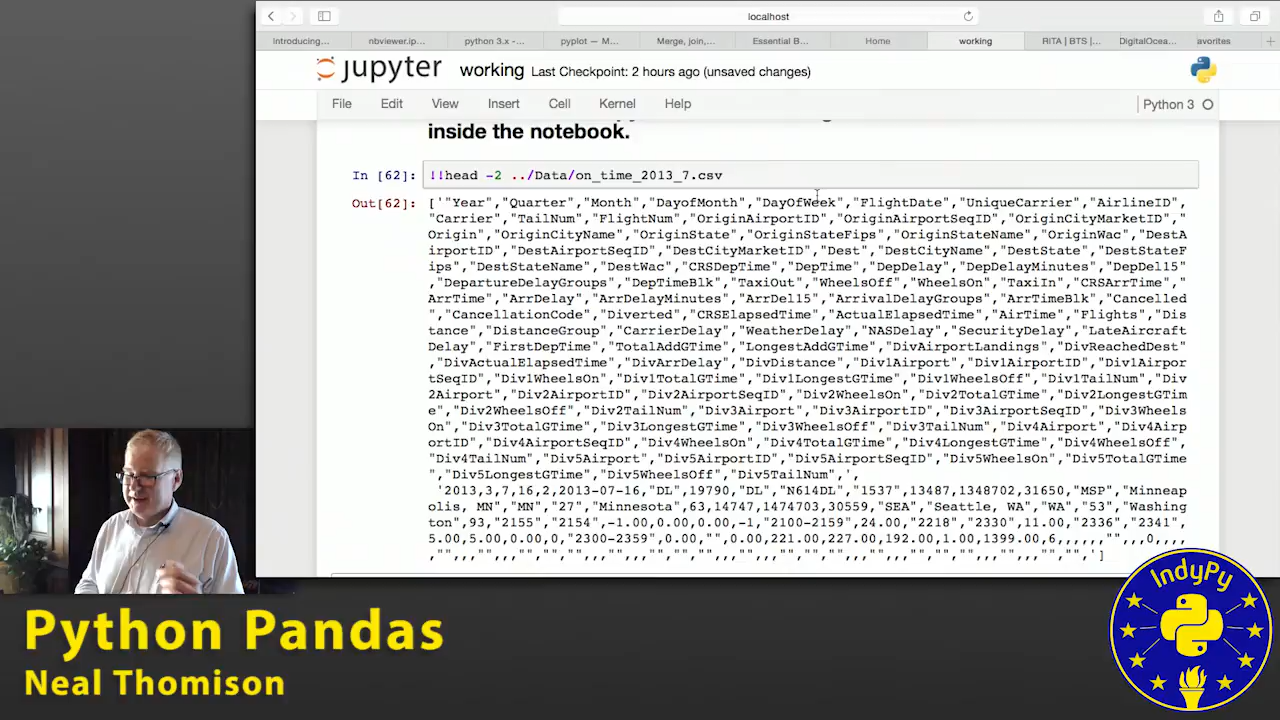 localhost
Introducing...
nbviewer.ip...
python 3.x -...
pyplot — M...
Merge, join,...
Essential B...
Home
working
RITA | BTS |...
DigitalOcea...
avorites
jupyter working Last Checkpoint: 2 hours ago (unsaved changes)
File Edit View Insert Cell Kernel Help Python 3
inside the notebook.
In [62]: !!head -2 ../Data/on_time_2013_7.csv
Out[62]: ['"Year","Quarter","Month","DayofMonth","DayOfWeek","FlightDate","UniqueCarrier","AirlineID",
"Carrier","TailNum","FlightNum","OriginAirportID","OriginAirportSeqID","OriginCityMarketID","
Origin","OriginCityName","OriginState","OriginStateFips","OriginStateName","OriginWac","DestA
irportID","DestAirportSeqID","DestCityMarketID","Dest","DestCityName","DestState","DestStateF
ips","DestStateName","DestWac","CRSDepTime","DepTime","DepDelay","DepDelayMinutes","DepDel15"
,"DepartureDelayGroups","DepTimeBlk","TaxiOut","WheelsOff","WheelsOn","TaxiIn","CRSArrTime","
ArrTime","ArrDelay","ArrDelayMinutes","ArrDel15","ArrivalDelayGroups","ArrTimeBlk","Cancelled
","CancellationCode","Diverted","CRSElapsedTime","ActualElapsedTime","AirTime","Flights","Dis
tance","DistanceGroup","CarrierDelay","WeatherDelay","NASDelay","SecurityDelay","LateAircraft
Delay","FirstDepTime","TotalAddGTime","LongestAddGTime","DivAirportLandings","DivReachedDest"
,"DivActualElapsedTime","DivArrDelay","DivDistance","Div1Airport","Div1AirportID","Div1Airpor
tSeqID","Div1WheelsOn","Div1TotalGTime","Div1LongestGTime","Div1WheelsOff","Div1TailNum","Div
2Airport","Div2AirportID","Div2AirportSeqID","Div2WheelsOn","Div2TotalGTime","Div2LongestGTim
e","Div2WheelsOff","Div2TailNum","Div3Airport","Div3AirportID","Div3AirportSeqID","Div3Wheels
On","Div3TotalGTime","Div3LongestGTime","Div3WheelsOff","Div3TailNum","Div4Airport","Div4Airp
ortID","Div4AirportSeqID","Div4WheelsOn","Div4TotalGTime","Div4LongestGTime","Div4WheelsOff",
"Div4TailNum","Div5Airport","Div5AirportID","Div5AirportSeqID","Div5WheelsOn","Div5TotalGTime
","Div5LongestGTime","Div5WheelsOff","Div5TailNum",',
'2013,3,7,16,2,2013-07-16,"DL",19790,"DL","N614DL","1537",13487,1348702,31650,"MSP","Minneap
olis, MN","MN","27","Minnesota",63,14747,1474703,30559,"SEA","Seattle, WA","WA","53","Washing
ton",93,"2155","2154",-1.00,0.00,0.00,-1,"2100-2159",24.00,"2218","2330",11.00,"2336","2341",
5.00,5.00,0.00,0,"2300-2359",0.00,"",0.00,221.00,227.00,192.00,1.00,1399.00,6,,,,,,"",,,0,,,,
Python Pandas
Neal Thomison
IndyPy